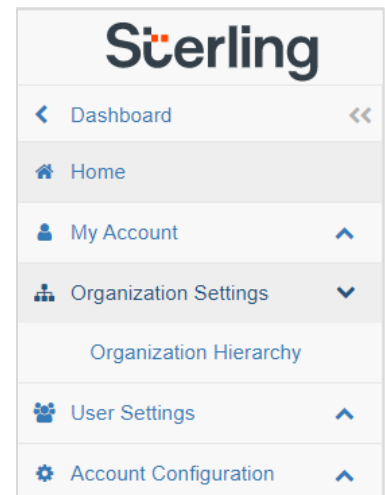 Sterling
Dashboard
Home
My Account
Organization Settings
Organization Hierarchy
User Settings
Account Configuration